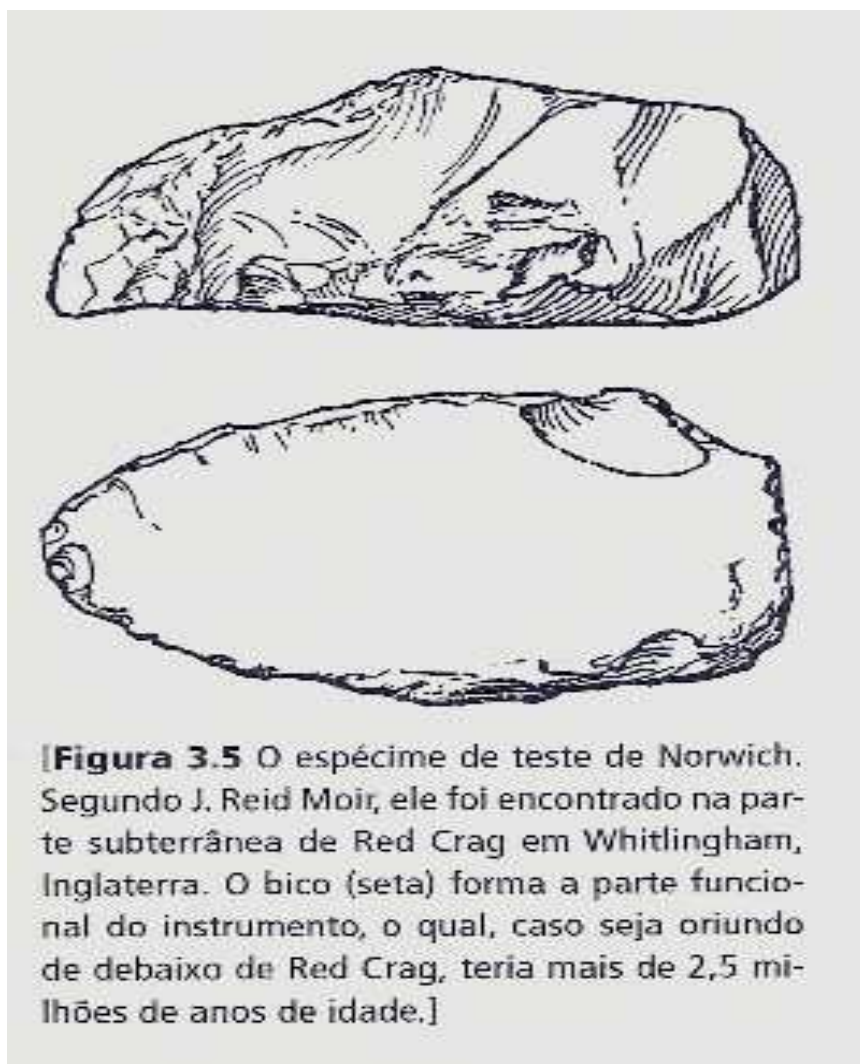 [Figura 3.5 O espécime de teste de Norwich.
Segundo J. Reid Moir, ele foi encontrado na par-
te subterrânea de Red Crag em Whitlingham,
Inglaterra. O bico (seta) forma a parte funcio-
nal do instrumento, o qual, caso seja oriundo
de debaixo de Red Crag, teria mais de 2,5 mi-
lhões de anos de idade.]